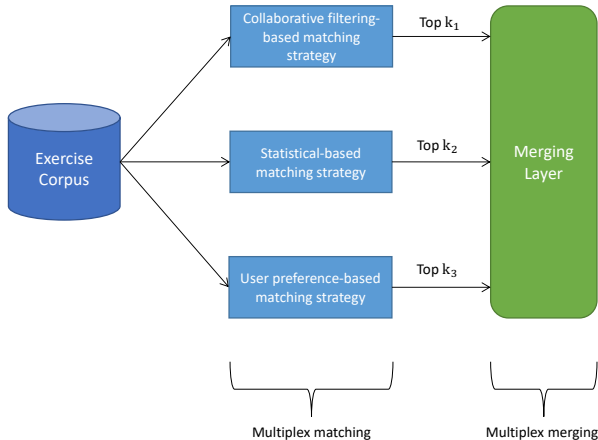 Collaborative filtering-
based matching
strategy
Top k₁
Exercise
Corpus
Statistical-based
matching strategy
Top k₂
Merging
Layer
User preference-based
matching strategy
Top k₃
Multiplex matching
Multiplex merging